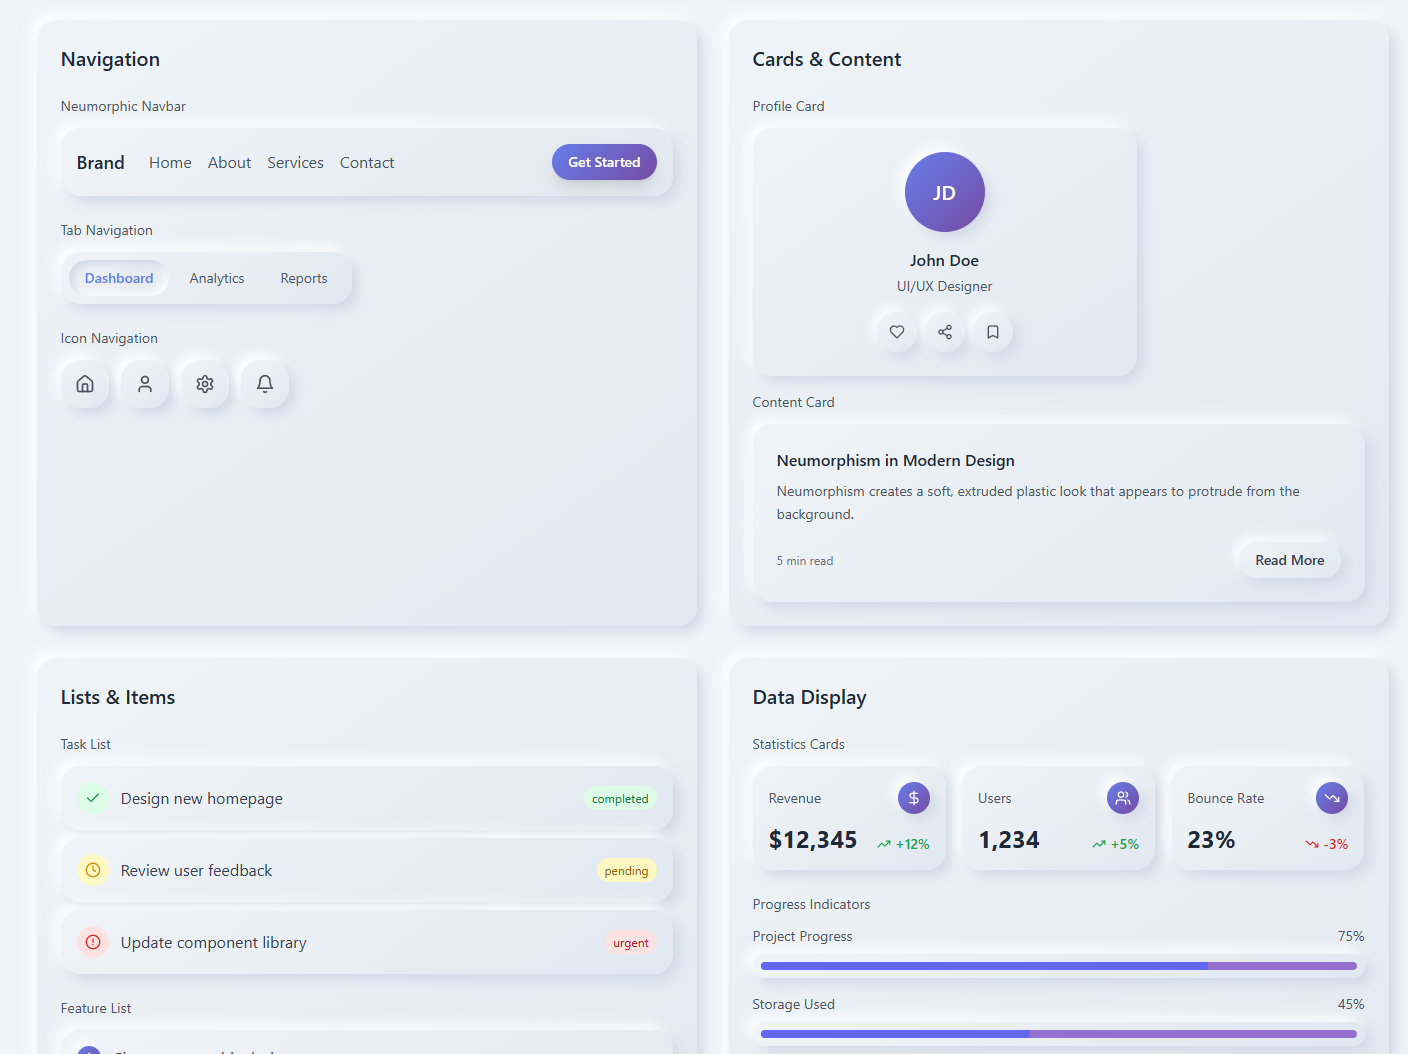 Navigation
Neumorphic Navbar
Brand Home About Services Contact Get Started
Tab Navigation
Dashboard Analytics Reports
Icon Navigation
Cards & Content
Profile Card
JD
John Doe
UI/UX Designer
Content Card
Neumorphism in Modern Design
Neumorphism creates a soft, extruded plastic look that appears to protrude from the
background.
5 min read Read More
Lists & Items
Task List
Design new homepage completed
Review user feedback pending
Update component library urgent
Feature List
Data Display
Statistics Cards
Revenue
$12,345 +12%
Users
1,234 +5%
Bounce Rate
23% -3%
Progress Indicators
Project Progress 75%
Storage Used 45%